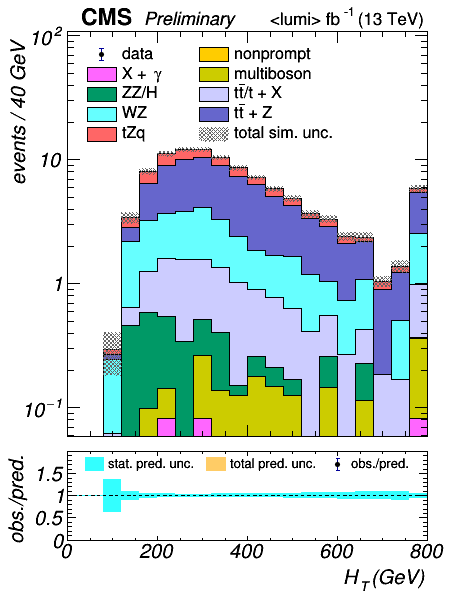 CMS Preliminary <lumi> fb⁻¹ (13 TeV)
events / 40 GeV
10²
10
1
10⁻¹
data
X + γ
ZZ/H
WZ
tZq
nonprompt
multiboson
tt̄/t + X
tt̄ + Z
total sim. unc.
obs./pred.
1.5
1
0.5
0
stat. pred. unc. total pred. unc. obs./pred.
0 200 400 600 800
H_T (GeV)